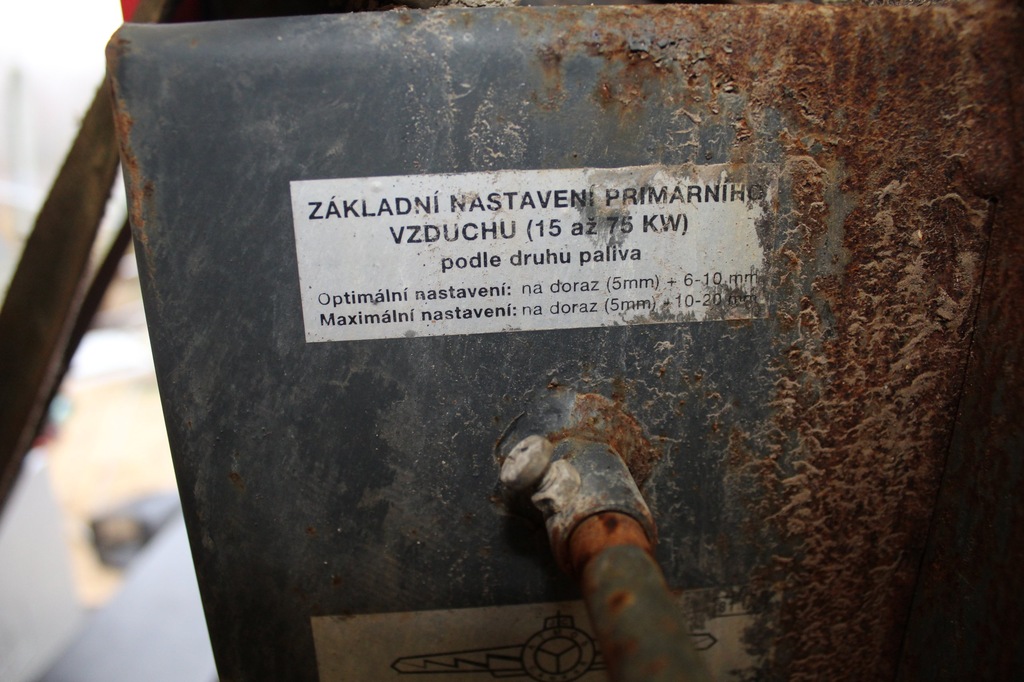 ZÁKLADNÍ NASTAVENÍ PRIMÁRNÍHO
VZDUCHU (15 až 75 KW)
podle druhu paliva
Optimální nastavení: na doraz (5mm) + 6-10 mm
Maximální nastavení: na doraz (5mm) +10-20 mm